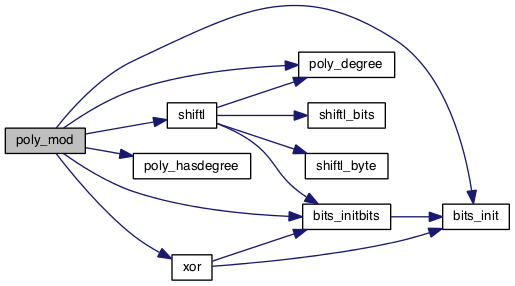 poly_degree
shiftl
shiftl_bits
poly_mod
poly_hasdegree
shiftl_byte
bits_initbits
bits_init
xor